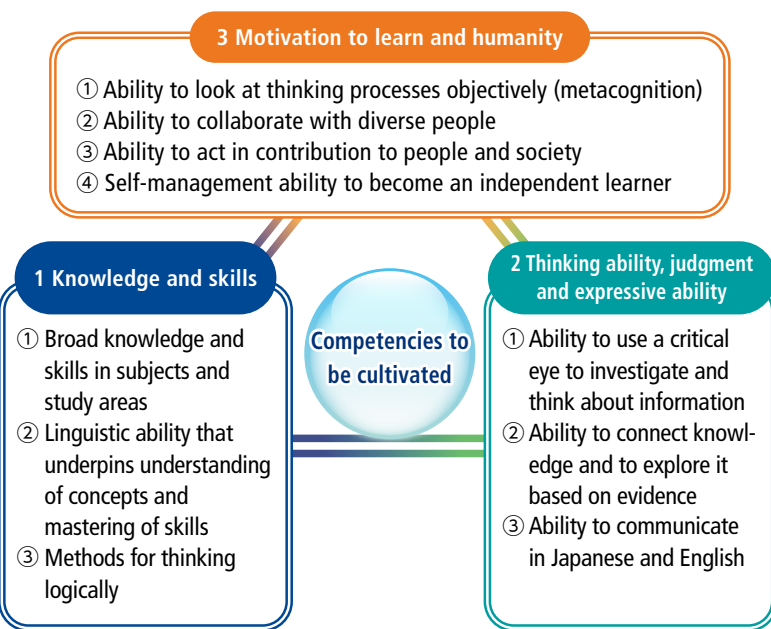 3 Motivation to learn and humanity
① Ability to look at thinking processes objectively (metacognition)
② Ability to collaborate with diverse people
③ Ability to act in contribution to people and society
④ Self-management ability to become an independent learner
1 Knowledge and skills
① Broad knowledge and
skills in subjects and
study areas
② Linguistic ability that
underpins understanding
of concepts and
mastering of skills
③ Methods for thinking
logically
Competencies to
be cultivated
2 Thinking ability, judgment
and expressive ability
① Ability to use a critical
eye to investigate and
think about information
② Ability to connect knowl-
edge and to explore it
based on evidence
③ Ability to communicate
in Japanese and English